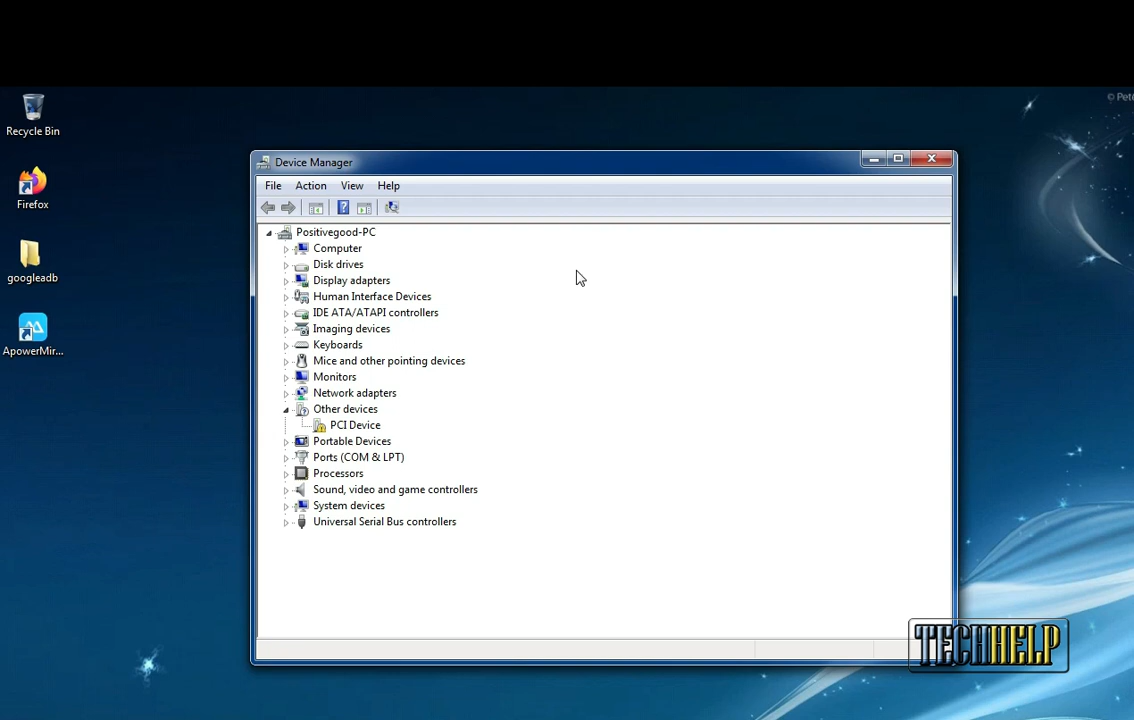 © Pete
Recycle Bin
Firefox
googleadb
ApowerMir...
Device Manager
File Action View Help
Positivegood-PC
Computer
Disk drives
Display adapters
Human Interface Devices
IDE ATA/ATAPI controllers
Imaging devices
Keyboards
Mice and other pointing devices
Monitors
Network adapters
Other devices
PCI Device
Portable Devices
Ports (COM & LPT)
Processors
Sound, video and game controllers
System devices
Universal Serial Bus controllers
TECHHELP